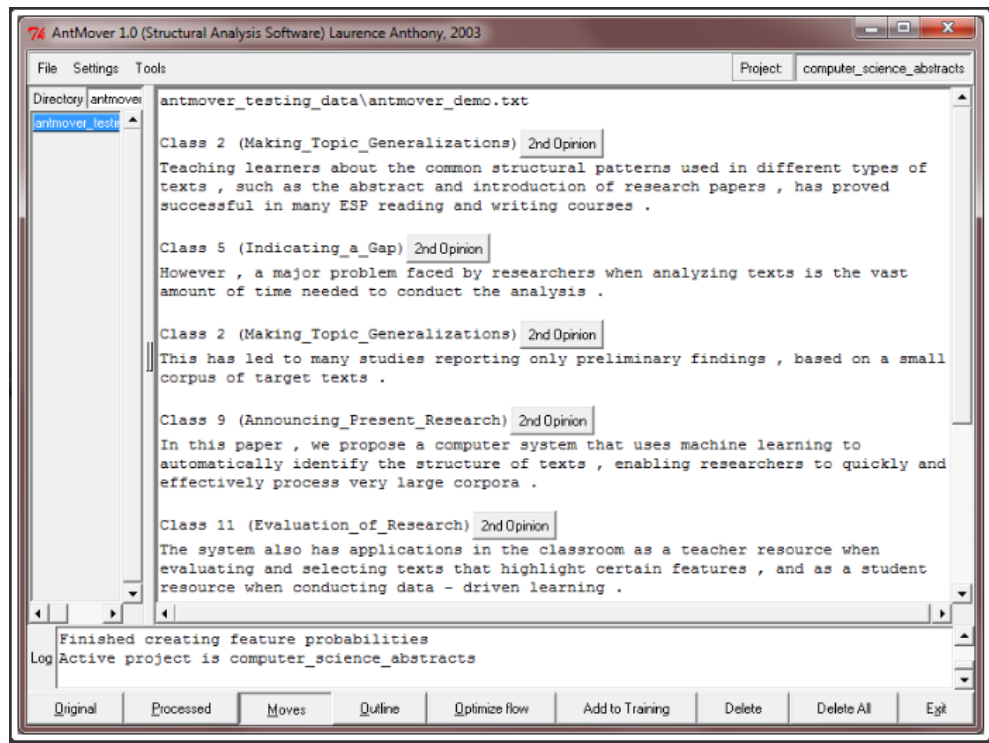 AntMover 1.0 (Structural Analysis Software) Laurence Anthony, 2003
File Settings Tools Project: computer_science_abstracts
Directory antmover
antmover_testin
antmover_testing_data\antmover_demo.txt
Class 2 (Making_Topic_Generalizations) 2nd Opinion
Teaching learners about the common structural patterns used in different types of
texts , such as the abstract and introduction of research papers , has proved
successful in many ESP reading and writing courses .
Class 5 (Indicating_a_Gap) 2nd Opinion
However , a major problem faced by researchers when analyzing texts is the vast
amount of time needed to conduct the analysis .
Class 2 (Making_Topic_Generalizations) 2nd Opinion
This has led to many studies reporting only preliminary findings , based on a small
corpus of target texts .
Class 9 (Announcing_Present_Research) 2nd Opinion
In this paper , we propose a computer system that uses machine learning to
automatically identify the structure of texts , enabling researchers to quickly and
effectively process very large corpora .
Class 11 (Evaluation_of_Research) 2nd Opinion
The system also has applications in the classroom as a teacher resource when
evaluating and selecting texts that highlight certain features , and as a student
resource when conducting data - driven learning .
Finished creating feature probabilities
Log Active project is computer_science_abstracts
Original Processed Moves Outline Optimize flow Add to Training Delete Delete All Exit